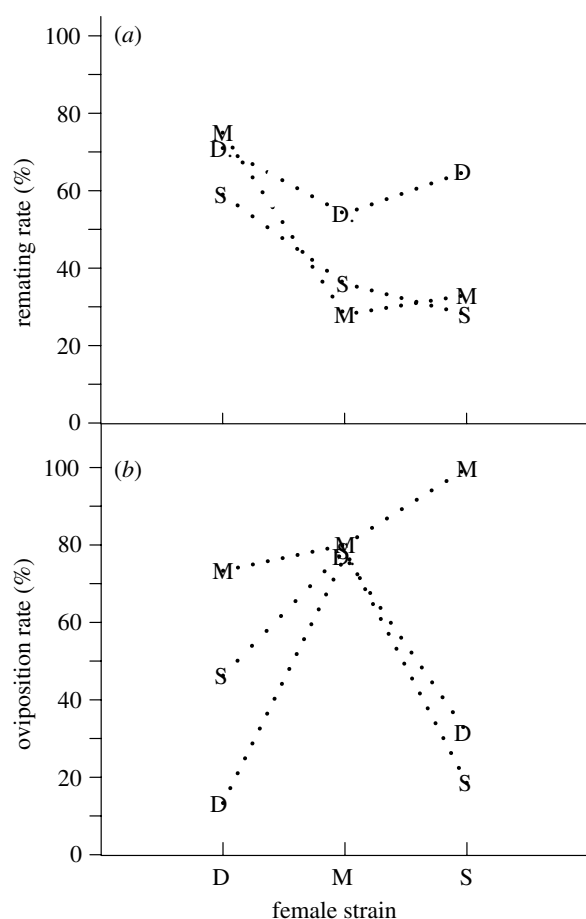 (a)
100
80
60
40
20
0
remating rate (%)
M
D
S
D
S
M
D
M
S
(b)
100
80
60
40
20
0
oviposition rate (%)
M
S
D
M
S
D
M
D
S
D M S
female strain